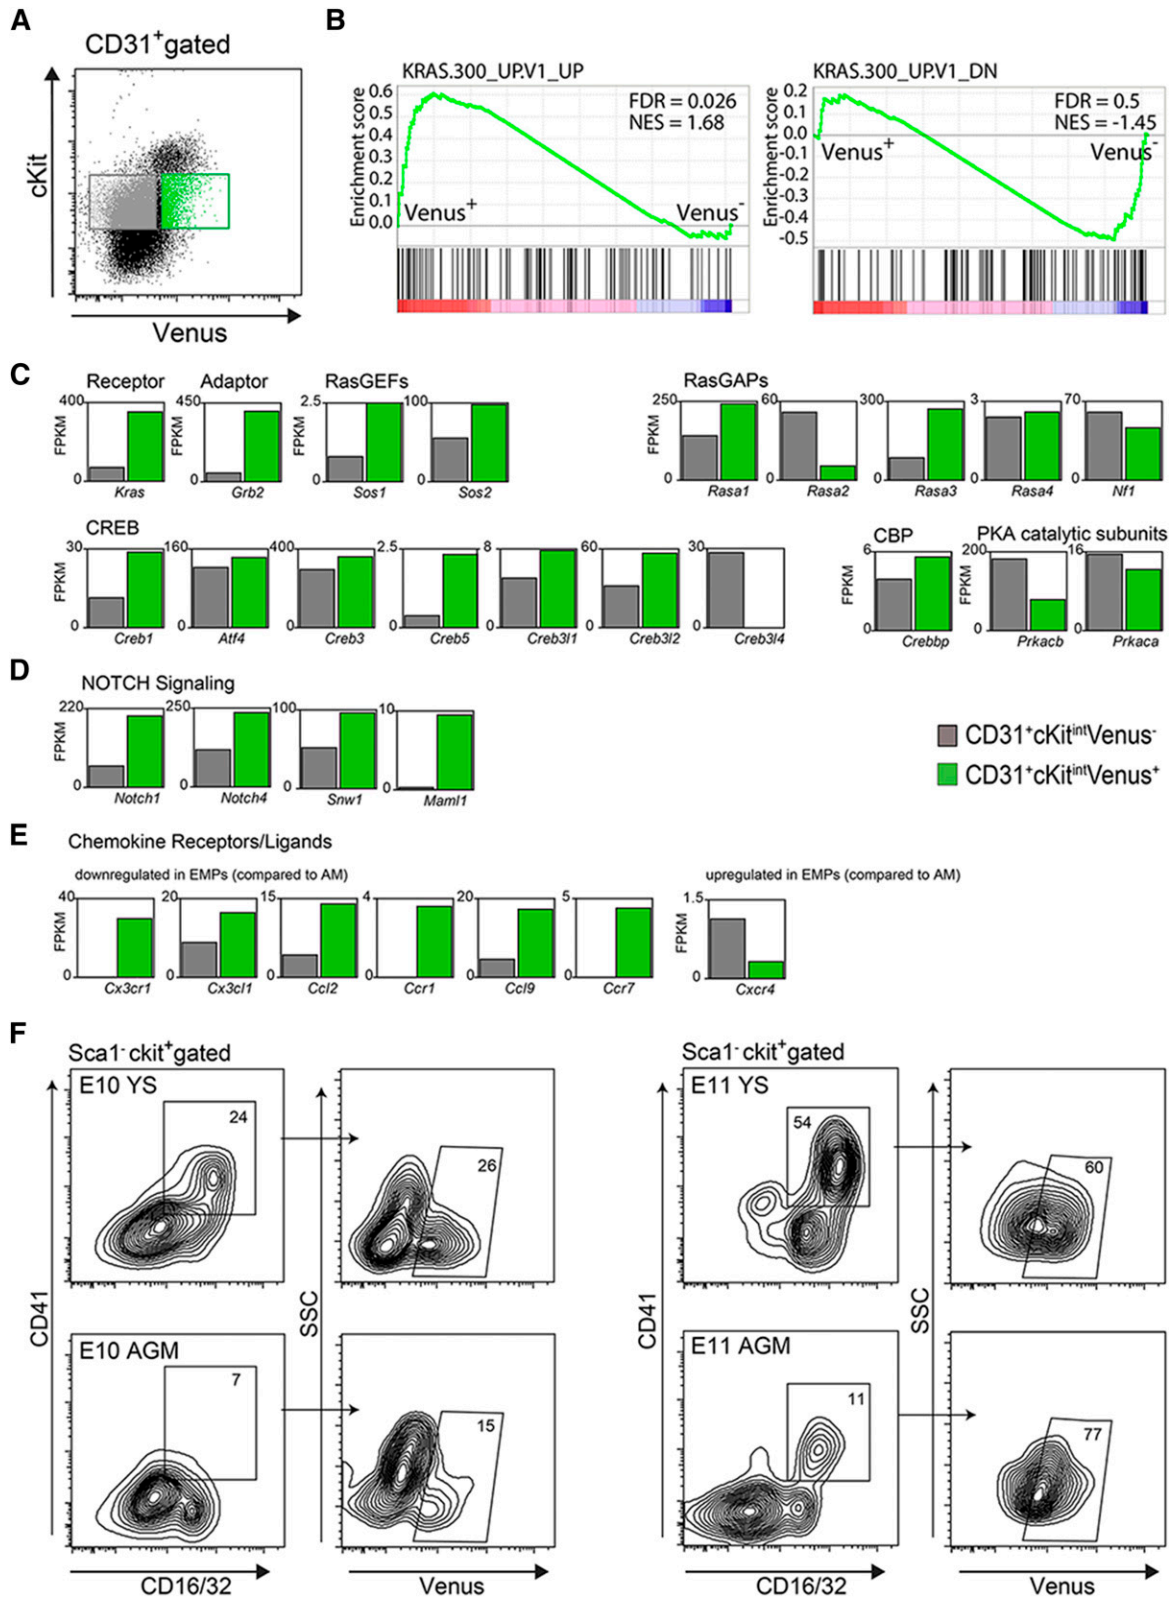 A
CD31+gated
cKit
Venus
B
KRAS.300_UP.V1_UP
Enrichment score
0.6
0.5
0.4
0.3
0.2
0.1
0.0
FDR = 0.026
NES = 1.68
Venus+
Venus-
KRAS.300_UP.V1_DN
Enrichment score
0.2
0.1
0.0
-0.1
-0.2
-0.3
-0.4
-0.5
FDR = 0.5
NES = -1.45
Venus+
Venus-
C
Receptor
Adaptor
RasGEFs
RasGAPs
FPKM
400
0
Kras
FPKM
450
0
Grb2
FPKM
2.5
0
Sos1
100
0
Sos2
FPKM
250
0
Rasa1
60
0
Rasa2
300
0
Rasa3
3
0
Rasa4
70
0
Nf1
CREB
CBP
PKA catalytic subunits
FPKM
30
0
Creb1
160
0
Atf4
400
0
Creb3
2.5
0
Creb5
8
0
Creb3l1
60
0
Creb3l2
30
0
Creb3l4
FPKM
6
0
Crebbp
FPKM
200
0
Prkacb
16
0
Prkaca
D
NOTCH Signaling
FPKM
220
0
Notch1
250
0
Notch4
100
0
Snw1
10
0
Maml1
CD31+cKitintVenus-
CD31+cKitintVenus+
E
Chemokine Receptors/Ligands
downregulated in EMPs (compared to AM)
upregulated in EMPs (compared to AM)
FPKM
40
0
Cx3cr1
20
0
Cx3cl1
15
0
Ccl2
4
0
Ccr1
20
0
Ccl9
5
0
Ccr7
FPKM
1.5
0
Cxcr4
F
Sca1- ckit+gated
Sca1- ckit+gated
E10 YS
24
26
E11 YS
54
60
CD41
SSC
CD41
SSC
E10 AGM
7
15
E11 AGM
11
77
CD16/32
Venus
CD16/32
Venus